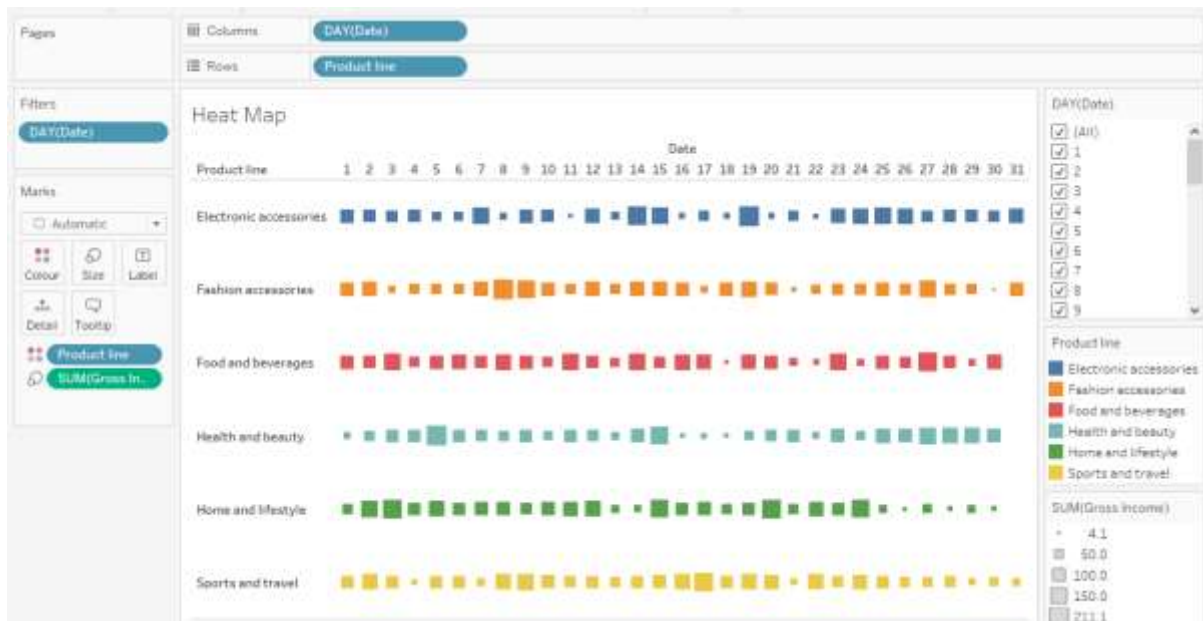 Pages
Columns DAY(Date)
Rows Product line
Filters
DAY(Date)
Marks
Automatic
Colour Size Label
Detail Tooltip
Product line
SUM(Gross In..
Heat Map
Date
Product line 1 2 3 4 5 6 7 8 9 10 11 12 13 14 15 16 17 18 19 20 21 22 23 24 25 26 27 28 29 30 31
Electronic accessories
Fashion accessories
Food and beverages
Health and beauty
Home and lifestyle
Sports and travel
DAY(Date)
(All)
1
2
3
4
5
6
7
8
9
Product line
Electronic accessories
Fashion accessories
Food and beverages
Health and beauty
Home and lifestyle
Sports and travel
SUM(Gross Income)
4.1
50.0
100.0
150.0
211.1